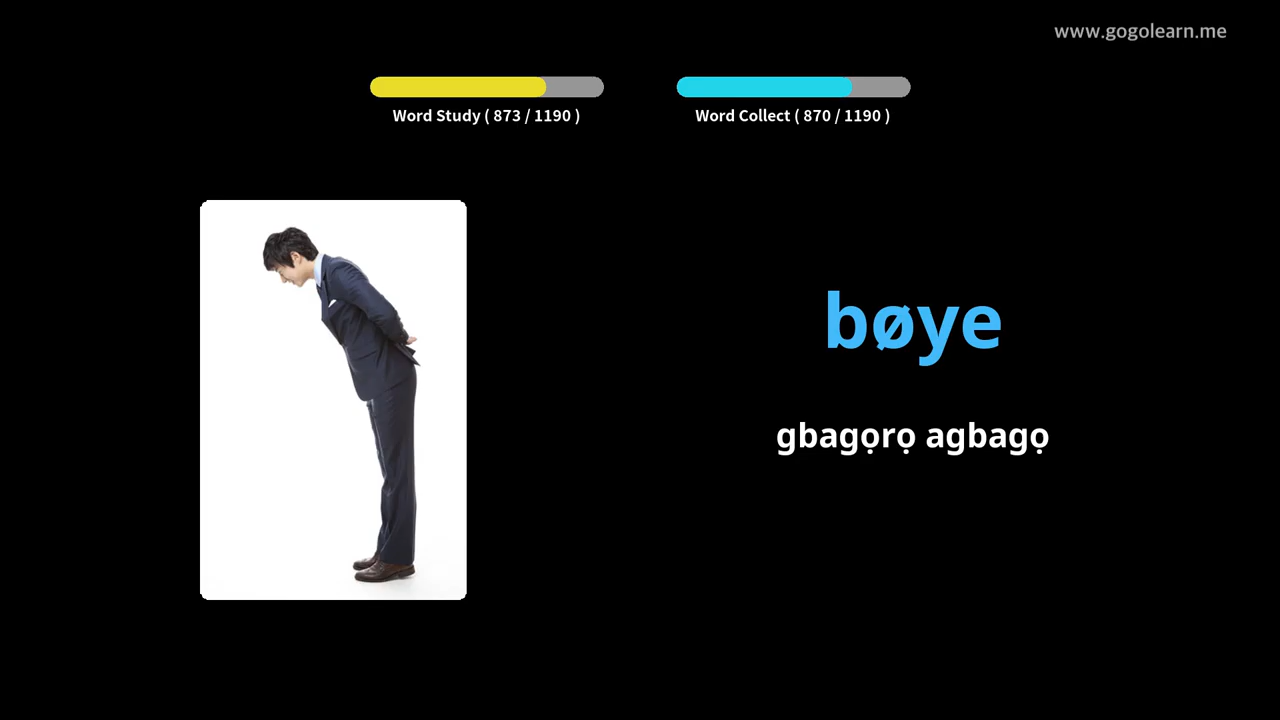 www.gogolearn.me
Word Study ( 873 / 1190 )
Word Collect ( 870 / 1190 )
bøye
gbagọrọ agbagọ